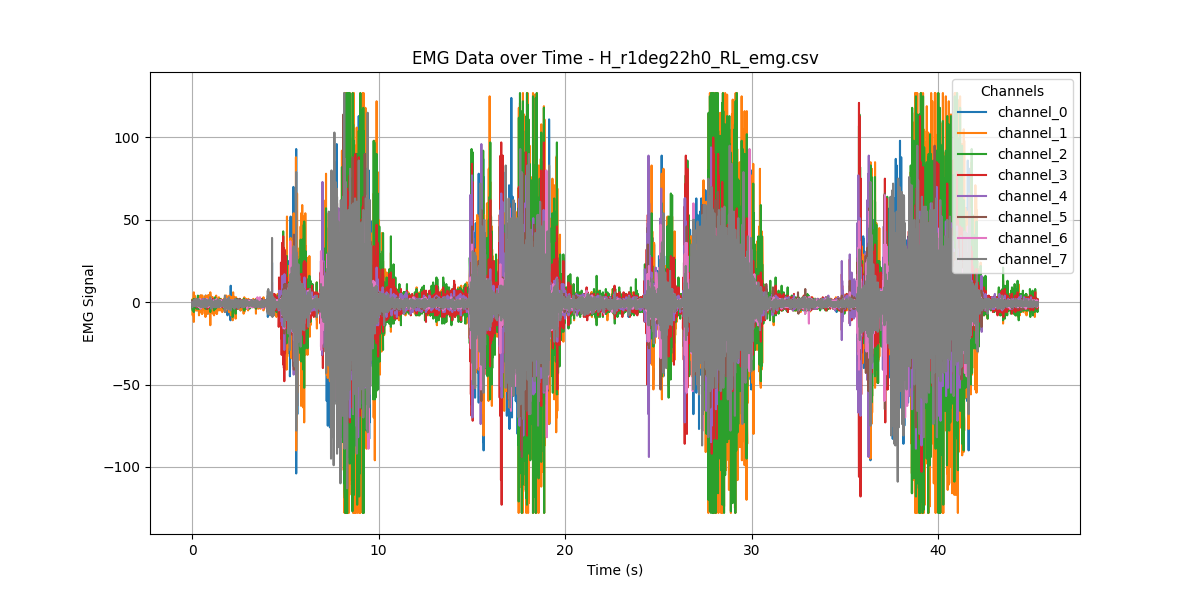 EMG Data over Time - H_r1deg22h0_RL_emg.csv
Channels
channel_0
channel_1
channel_2
channel_3
channel_4
channel_5
channel_6
channel_7
EMG Signal
100
50
0
−50
−100
0 10 20 30 40
Time (s)